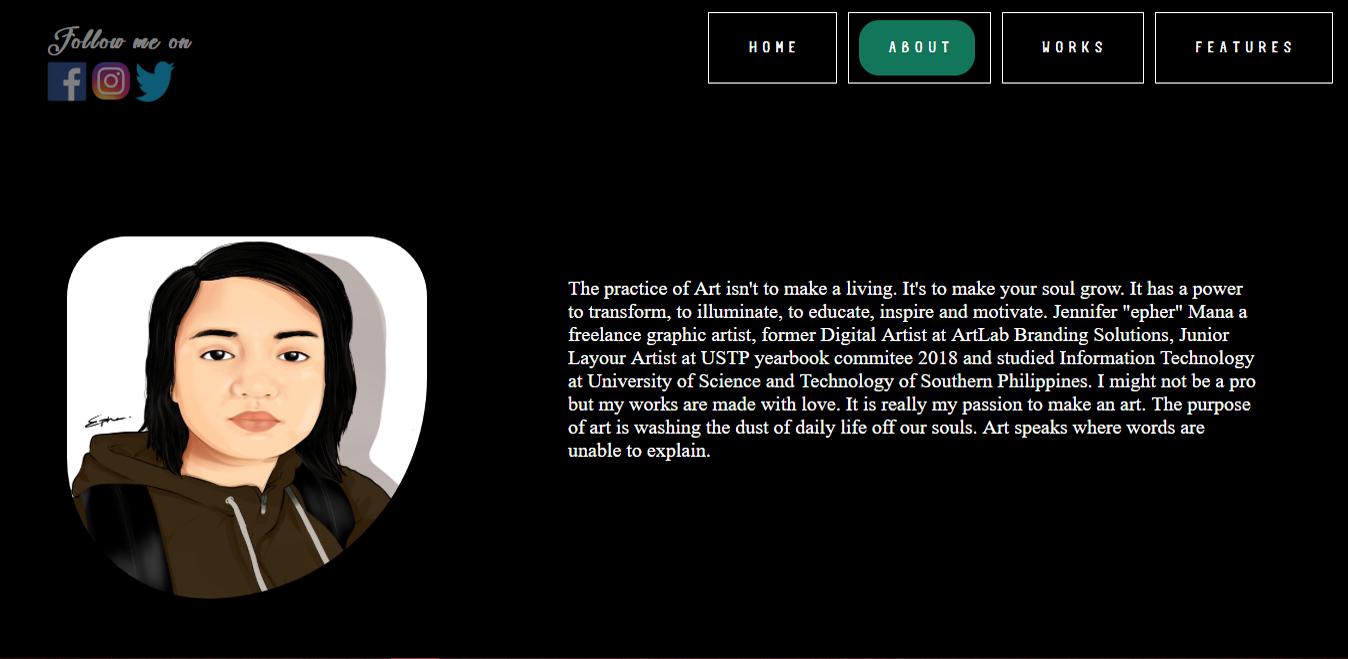 Follow me on
HOME
ABOUT
WORKS
FEATURES
The practice of Art isn't to make a living. It's to make your soul grow. It has a power
to transform, to illuminate, to educate, inspire and motivate. Jennifer "epher" Mana a
freelance graphic artist, former Digital Artist at ArtLab Branding Solutions, Junior
Layour Artist at USTP yearbook commitee 2018 and studied Information Technology
at University of Science and Technology of Southern Philippines. I might not be a pro
but my works are made with love. It is really my passion to make an art. The purpose
of art is washing the dust of daily life off our souls. Art speaks where words are
unable to explain.